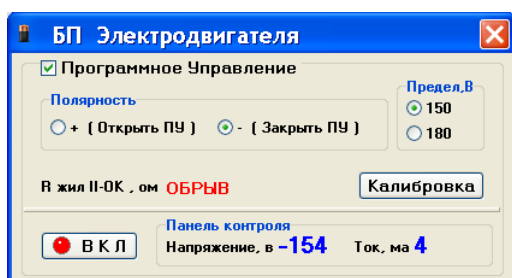 БП Электродвигателя
Программное Управление
Полярность
Предел,В
+ ( Открыть ПУ ) - ( Закрыть ПУ )
150
180
R жил II-ОК , ом ОБРЫВ
Калибровка
Панель контроля
В К Л
Напряжение, в -154 Ток, ма 4